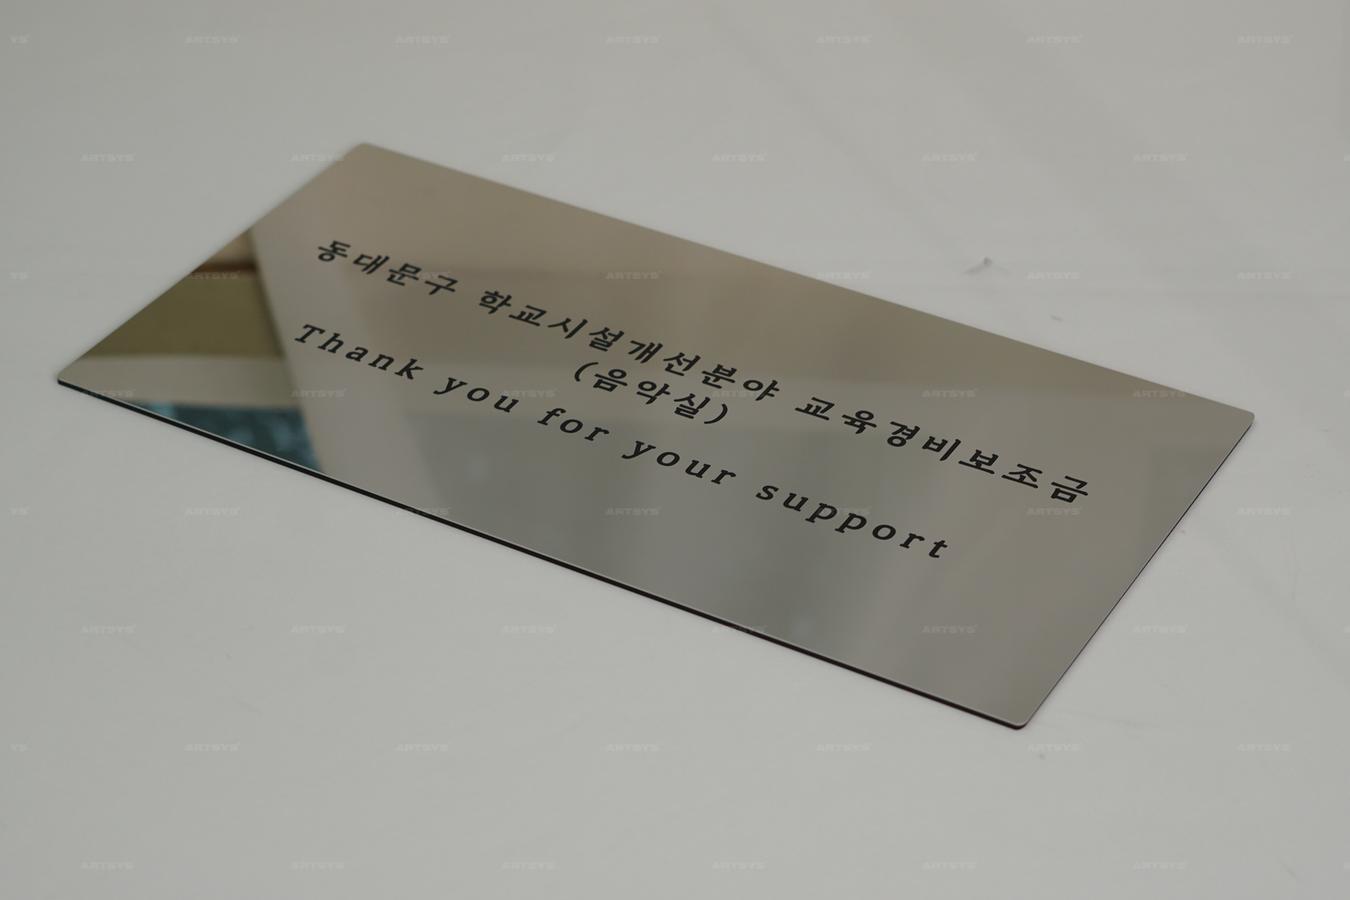 동대문구 학교시설개선분야 교육경비보조금
(음악실)
Thank you for your support
ARTSYS